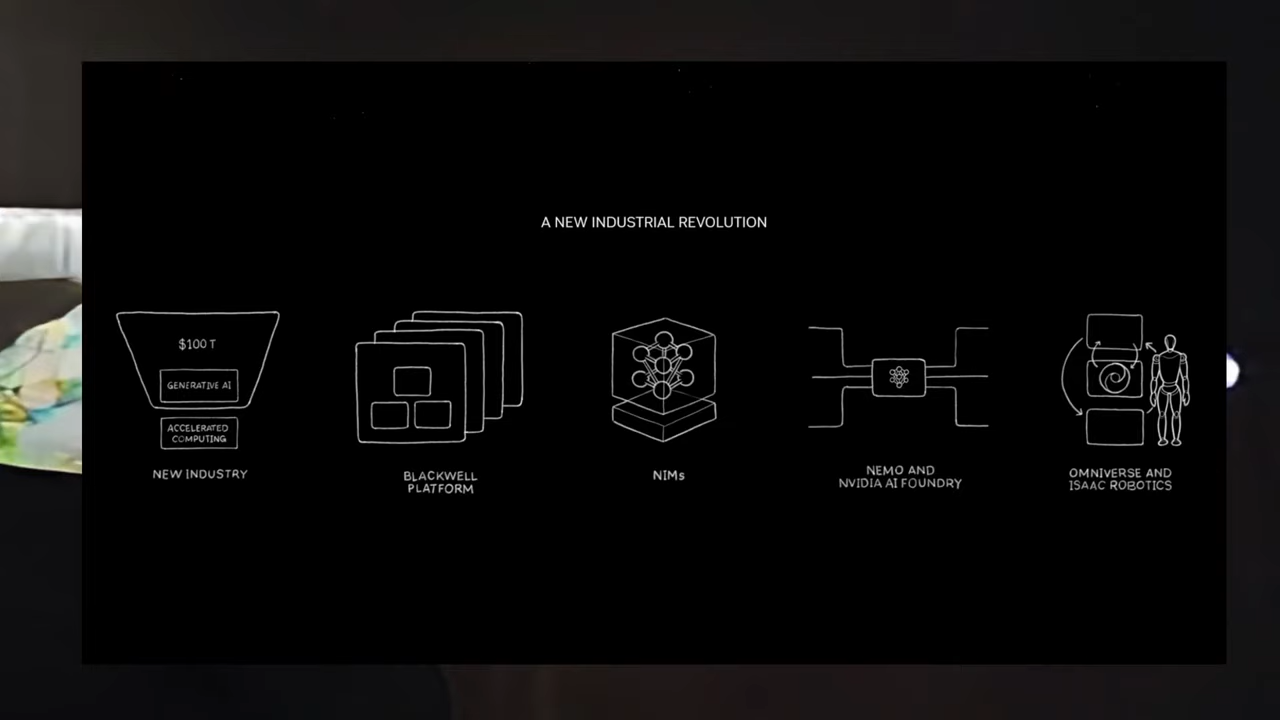 A NEW INDUSTRIAL REVOLUTION
$100 T
GENERATIVE AI
ACCELERATED
COMPUTING
NEW INDUSTRY
BLACKWELL
PLATFORM
NIMs
NEMO AND
NVIDIA AI FOUNDRY
OMNIVERSE AND
ISAAC ROBOTICS